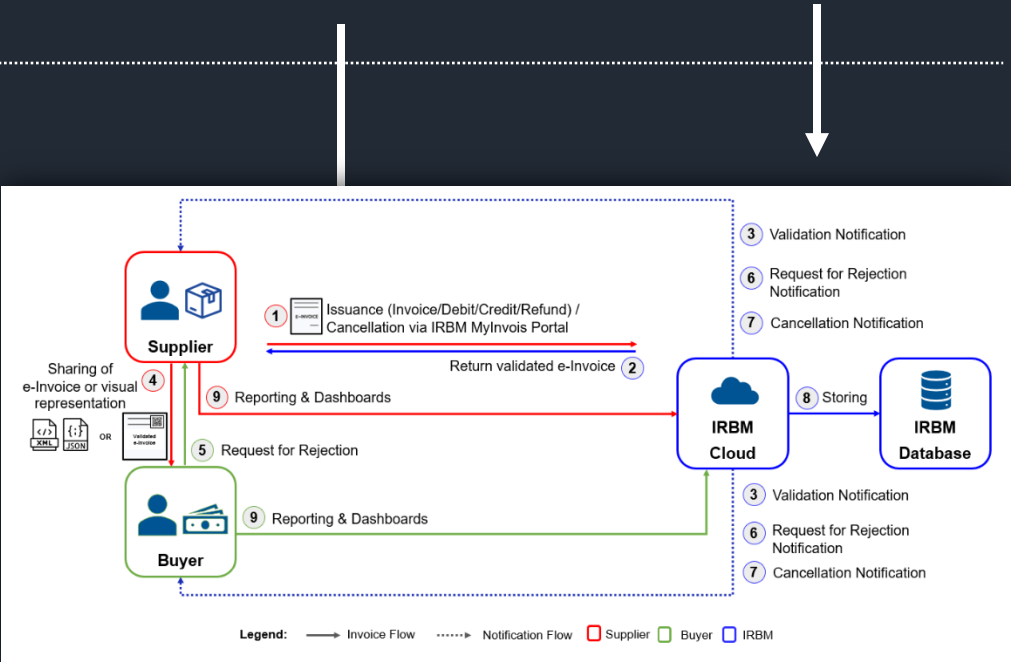 3 Validation Notification
6 Request for Rejection
Notification
7 Cancellation Notification
1 E-INVOICE Issuance (Invoice/Debit/Credit/Refund) /
Cancellation via IRBM MyInvois Portal
Return validated e-Invoice 2
Supplier
Sharing of
e-Invoice or visual
representation
4
XML JSON OR Validated
e-Invoice
9 Reporting & Dashboards
5 Request for Rejection
IRBM
Cloud
8 Storing
IRBM
Database
Buyer
9 Reporting & Dashboards
3 Validation Notification
6 Request for Rejection
Notification
7 Cancellation Notification
Legend: Invoice Flow Notification Flow Supplier Buyer IRBM